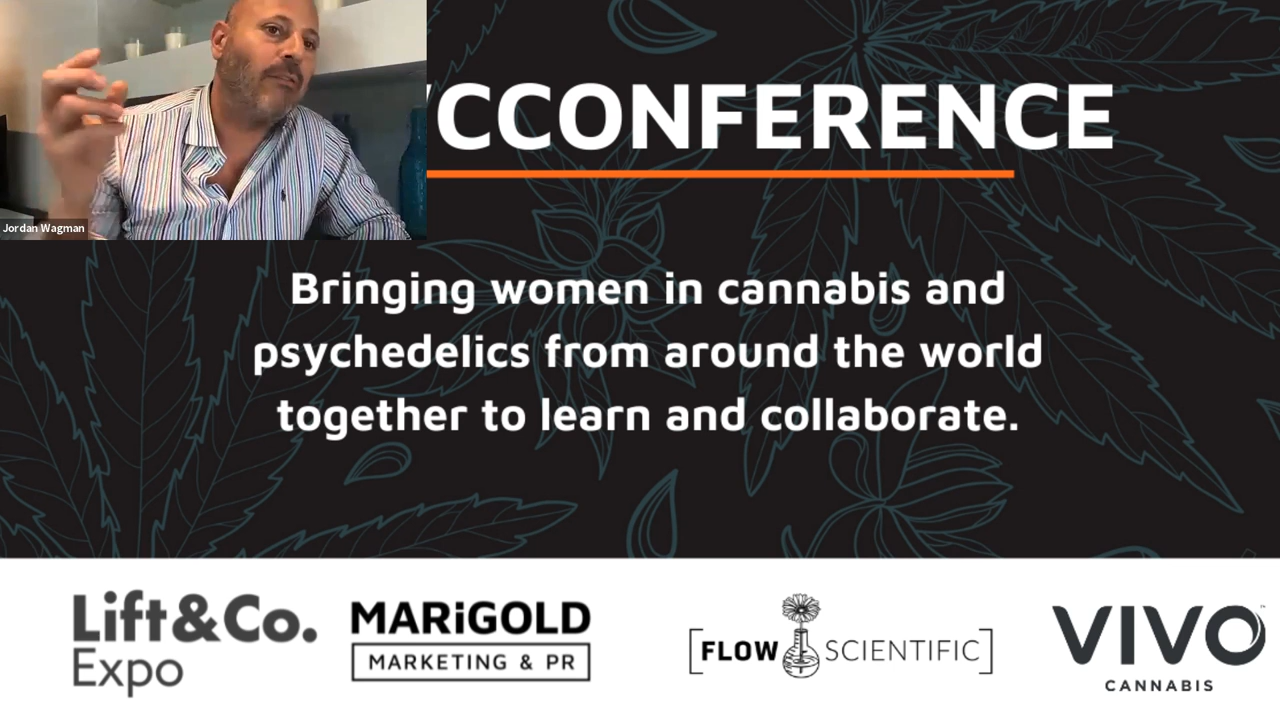 CCONFERENCE
Jordan Wagman
Bringing women in cannabis and
psychedelics from around the world
together to learn and collaborate.
Lift&Co.
Expo
MARiGOLD
MARKETING & PR
FLOW SCIENTIFIC
VIVO
CANNABIS